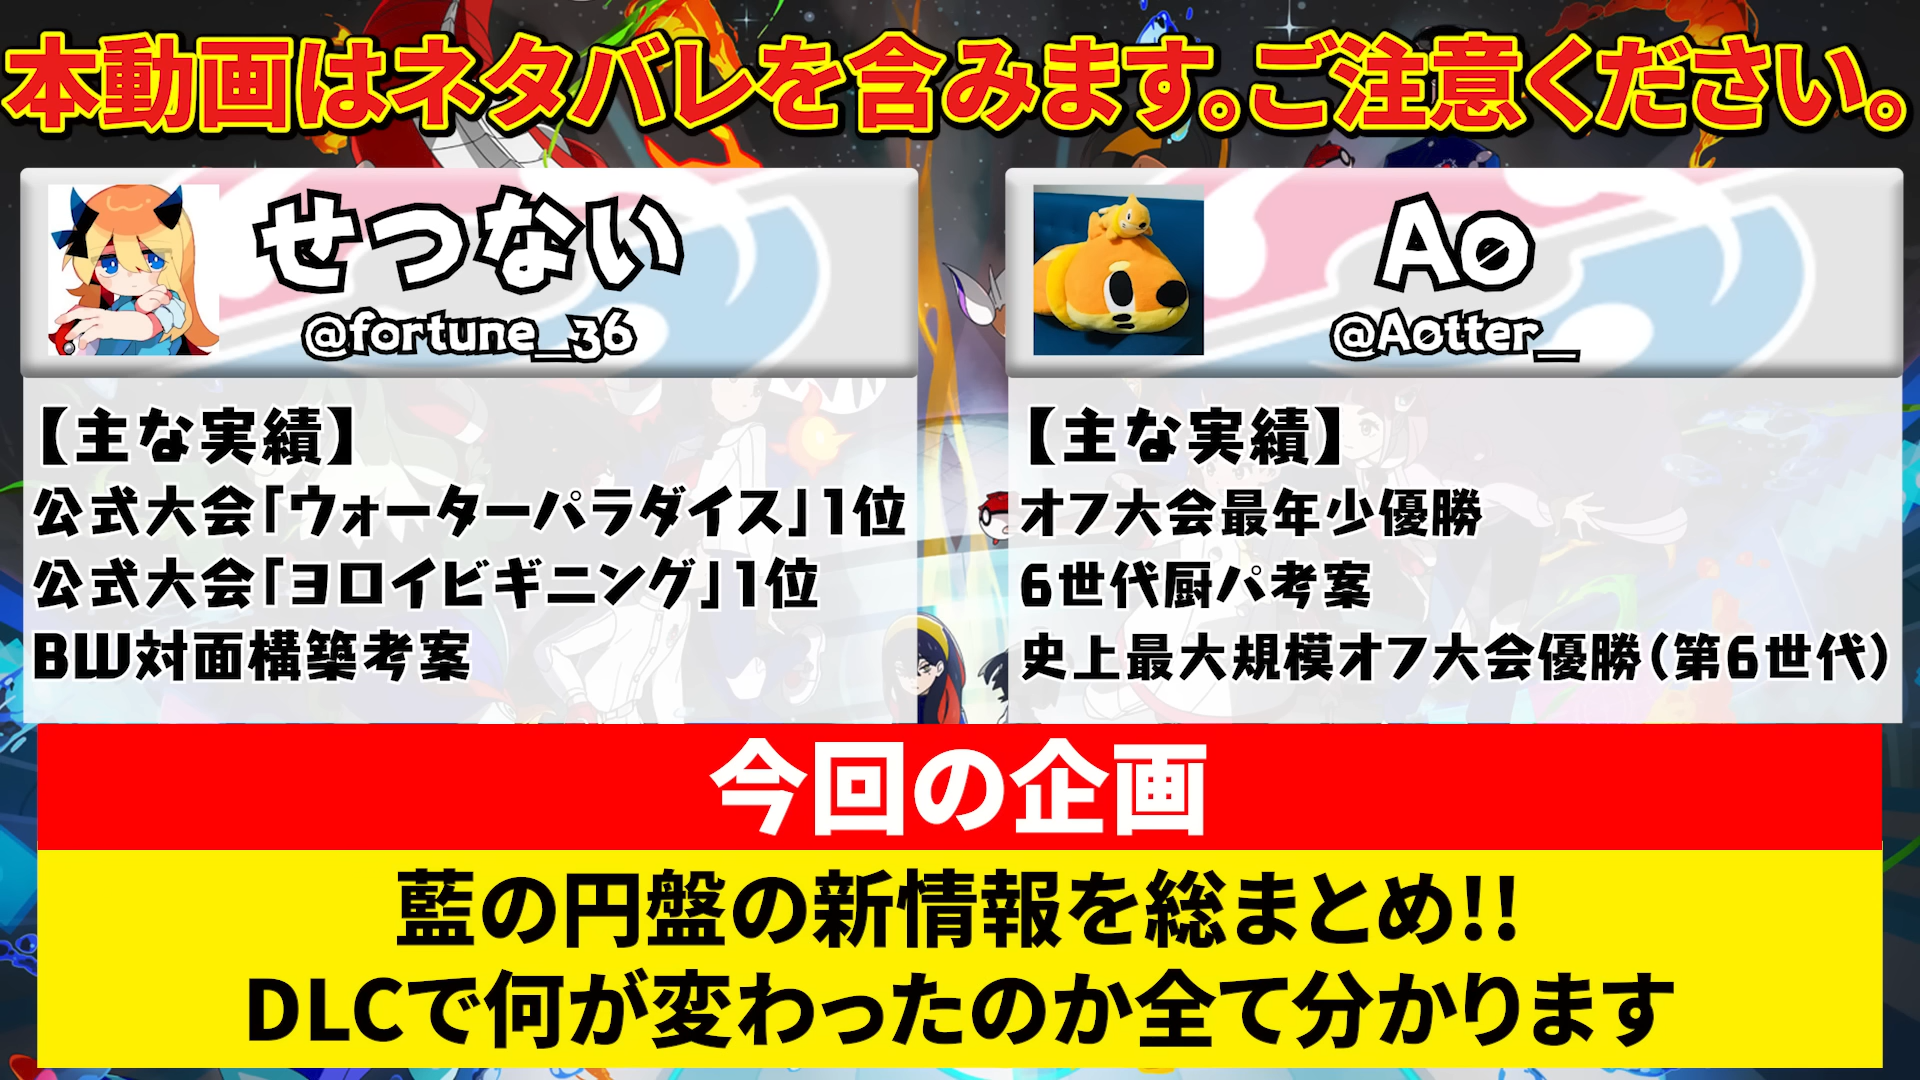 本動画はネタバレを含みます。ご注意ください。
せつない
@fortune_36
【主な実績】
公式大会「ウォーターパラダイス」1位
公式大会「ヨロイビギニング」1位
BW対面構築考案
Aø
@Aøtter_
【主な実績】
オフ大会最年少優勝
6世代厨パ考案
史上最大規模オフ大会優勝(第6世代)
今回の企画
藍の円盤の新情報を総まとめ!!
DLCで何が変わったのか全て分かります